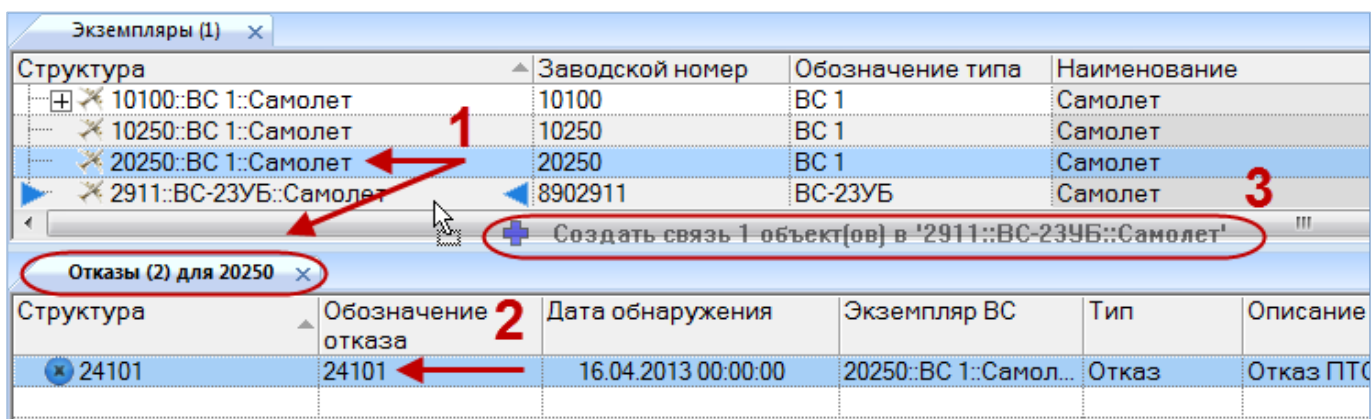 Экземпляры (1)
Структура Заводской номер Обозначение типа Наименование
10100::ВС 1::Самолет 10100 ВС 1 Самолет
10250::ВС 1::Самолет 10250 ВС 1 Самолет
1
20250::ВС 1::Самолет 20250 ВС 1 Самолет
2911::ВС-23УБ::Самолет 8902911 ВС-23УБ Самолет
3
Создать связь 1 объект(ов) в '2911::ВС-23УБ::Самолет'
Отказы (2) для 20250
Структура Обозначение отказа Дата обнаружения Экземпляр ВС Тип Описание
2
24101 24101 16.04.2013 00:00:00 20250::ВС 1::Самол... Отказ Отказ ПТО